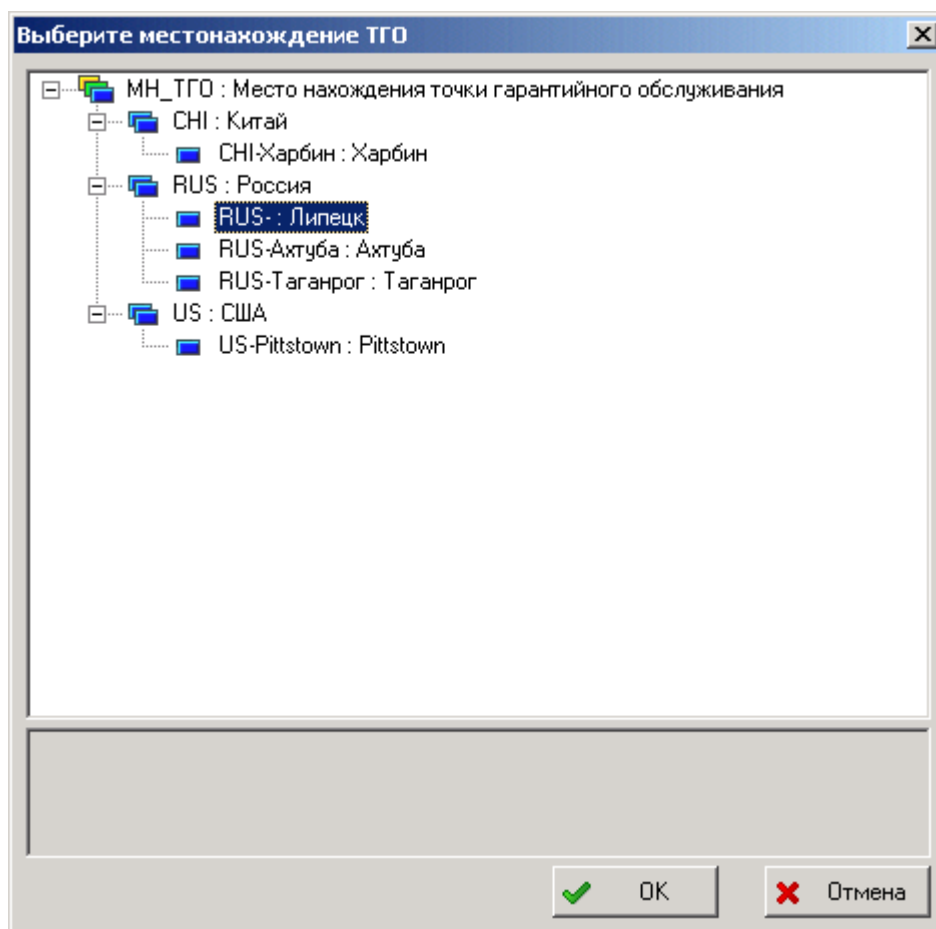 Выберите местонахождение ТГО
МН_ТГО : Место нахождения точки гарантийного обслуживания
CHI : Китай
CHI-Харбин : Харбин
RUS : Россия
RUS- : Липецк
RUS-Ахтуба : Ахтуба
RUS-Таганрог : Таганрог
US : США
US-Pittstown : Pittstown
OK
Отмена